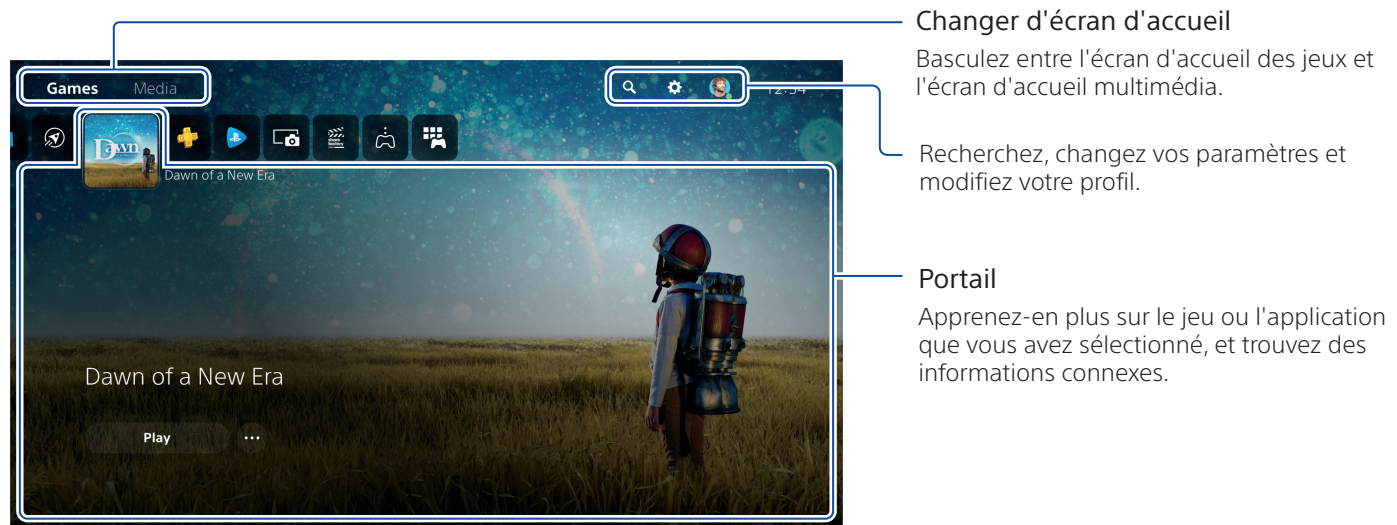 Changer d'écran d'accueil
Basculez entre l'écran d'accueil des jeux et
l'écran d'accueil multimédia.
Games
Media
Dawn
share
factory
Dawn of a New Era
Recherchez, changez vos paramètres et
modifiez votre profil.
Portail
Apprenez-en plus sur le jeu ou l'application
que vous avez sélectionné, et trouvez des
informations connexes.
Dawn of a New Era
Play